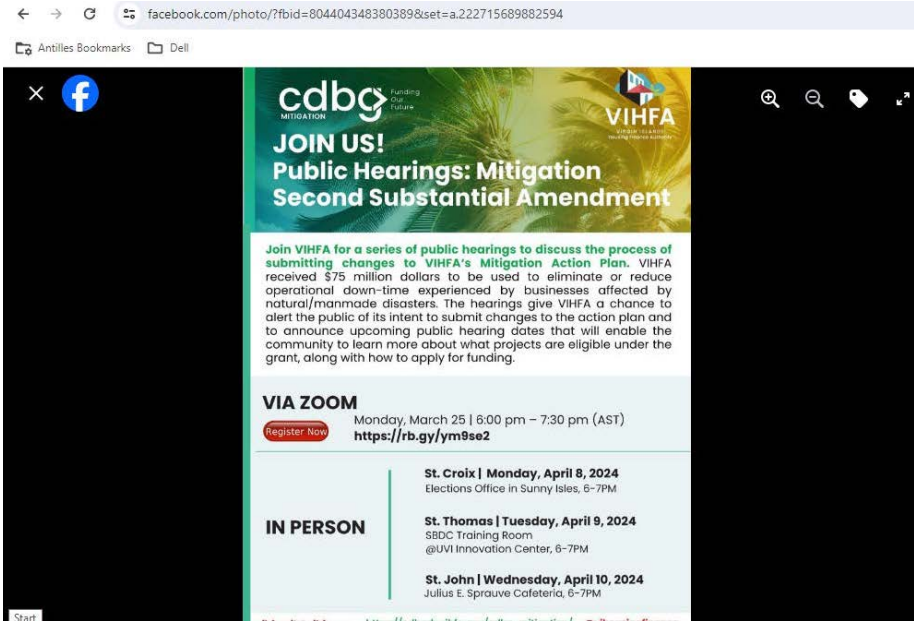 facebook.com/photo/?fbid=804404348380389&set=a.222715689882594
Antilles Bookmarks Dell
cdbg Funding
Our
Future
MITIGATION
VIHFA
VIRGIN ISLANDS
Housing Finance Authority
JOIN US!
Public Hearings: Mitigation
Second Substantial Amendment
Join VIHFA for a series of public hearings to discuss the process of
submitting changes to VIHFA's Mitigation Action Plan. VIHFA
received $75 million dollars to be used to eliminate or reduce
operational down-time experienced by businesses affected by
natural/manmade disasters. The hearings give VIHFA a chance to
alert the public of its intent to submit changes to the action plan and
to announce upcoming public hearing dates that will enable the
community to learn more about what projects are eligible under the
grant, along with how to apply for funding.
VIA ZOOM
Monday, March 25 | 6:00 pm – 7:30 pm (AST)
Register Now
https://rb.gy/ym9se2
IN PERSON
St. Croix | Monday, April 8, 2024
Elections Office in Sunny Isles, 6-7PM
St. Thomas | Tuesday, April 9, 2024
SBDC Training Room
@UVI Innovation Center, 6-7PM
St. John | Wednesday, April 10, 2024
Julius E. Sprauve Cafeteria, 6-7PM
Start